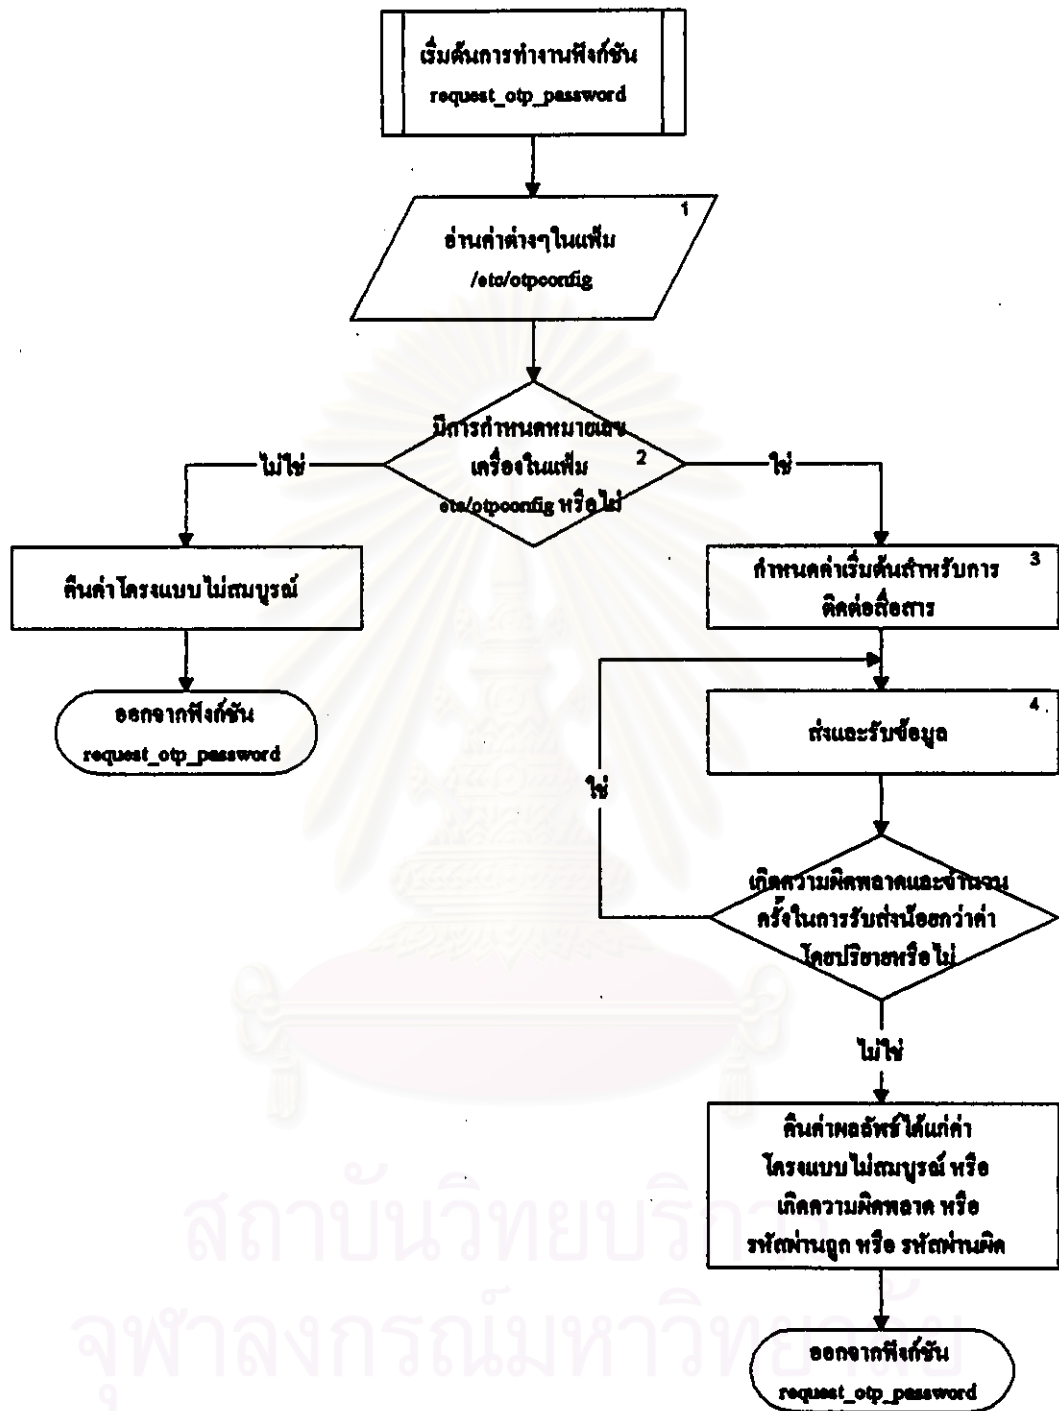 เริ่มต้นการทำงานฟังก์ชัน
request_otp_password
1
อ่านค่าต่างๆในแฟ้ม
/etc/otpconfig
มีการกำหนดหมายเลข
เครื่องในแฟ้ม
2
etc/otpconfig หรือไม่
ไม่ใช่
ใช่
คืนค่าโครงแบบไม่สมบูรณ์
ออกจากฟังก์ชัน
request_otp_password
กำหนดค่าเริ่มต้นสำหรับการ
3
ติดต่อสื่อสาร
ส่งและรับข้อมูล
4
ใช่
เกิดความผิดพลาดและจำนวน
ครั้งในการรับส่งน้อยกว่าค่า
โดยปริยายหรือไม่
ไม่ใช่
คืนค่าผลลัพธ์ ได้แก่ค่า
โครงแบบไม่สมบูรณ์ หรือ
เกิดความผิดพลาด หรือ
รหัสผ่านถูก หรือ รหัสผ่านผิด
ออกจากฟังก์ชัน
request_otp_password
สถาบันวิทยบริการ
จุฬาลงกรณ์มหาวิทยาลัย